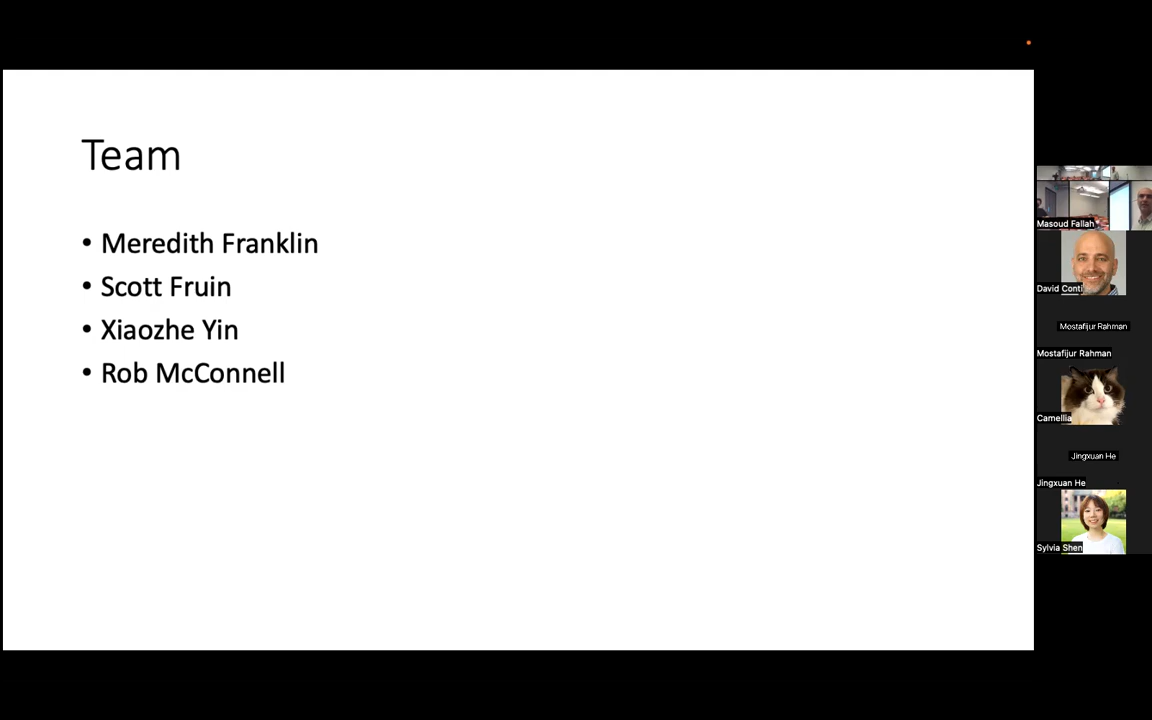 Team
• Meredith Franklin
• Scott Fruin
• Xiaozhe Yin
• Rob McConnell
Masoud Fallah
David Conti
Mostafijur Rahman
Mostafijur Rahman
Camellia
Jingxuan He
Jingxuan He
Sylvia Shen